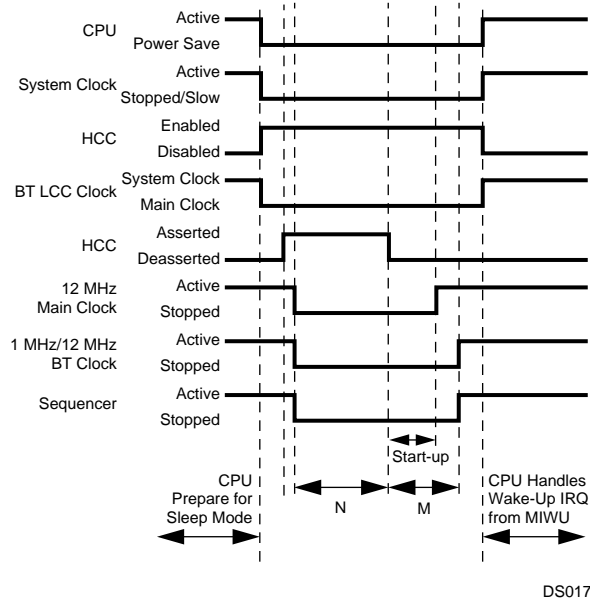 CPU
Active
Power Save
System Clock
Active
Stopped/Slow
HCC
Enabled
Disabled
BT LCC Clock
System Clock
Main Clock
HCC
Asserted
Deasserted
12 MHz
Main Clock
Active
Stopped
1 MHz/12 MHz
BT Clock
Active
Stopped
Sequencer
Active
Stopped
Start-up
CPU
Prepare for
Sleep Mode
N
M
CPU Handles
Wake-Up IRQ
from MIWU
DS017